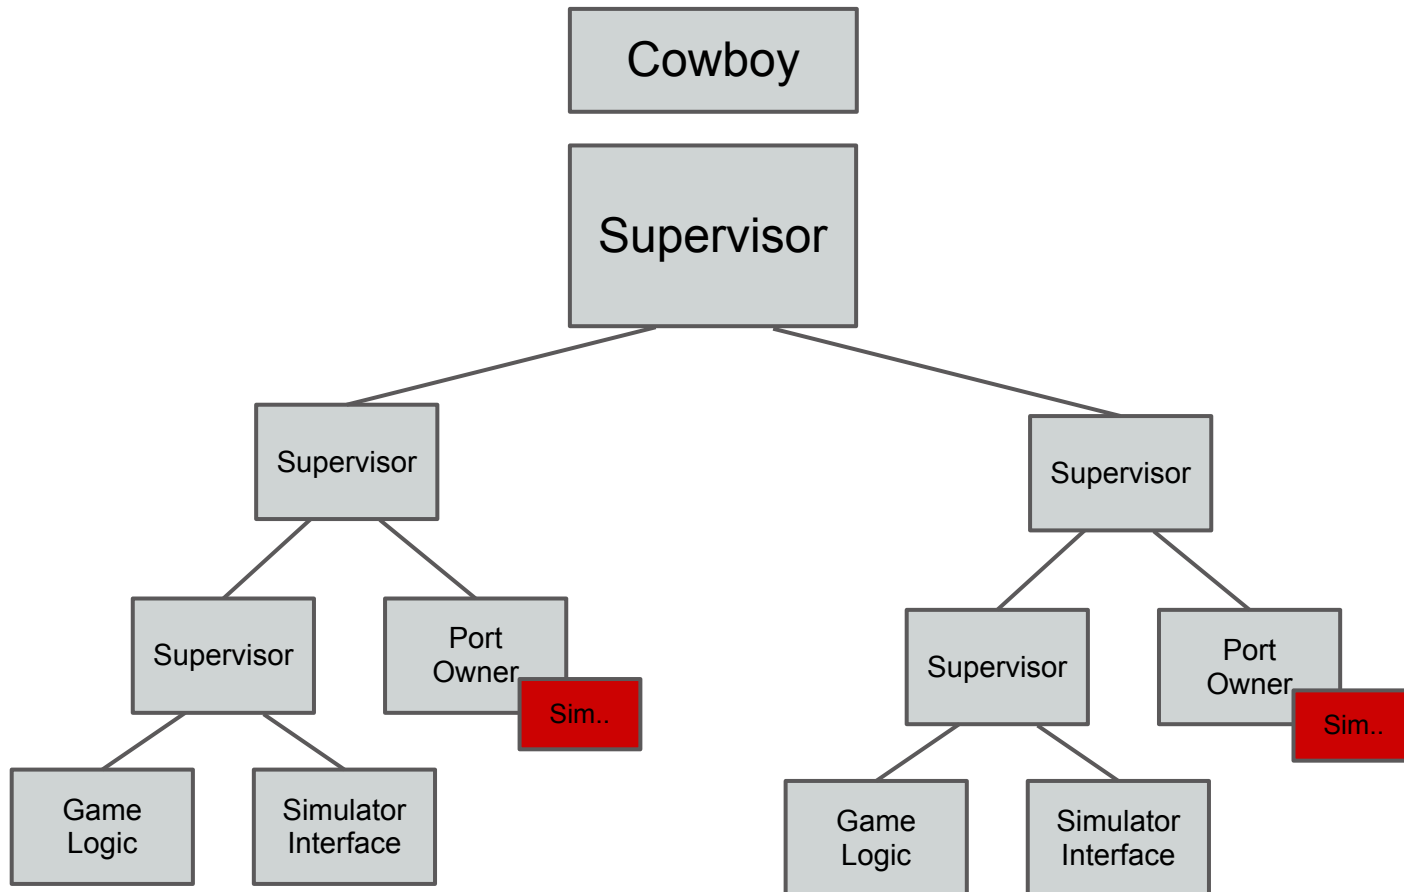 Cowboy
Supervisor
Supervisor
Supervisor
Supervisor
Port
Owner
Sim..
Supervisor
Port
Owner
Sim..
Game
Logic
Simulator
Interface
Game
Logic
Simulator
Interface